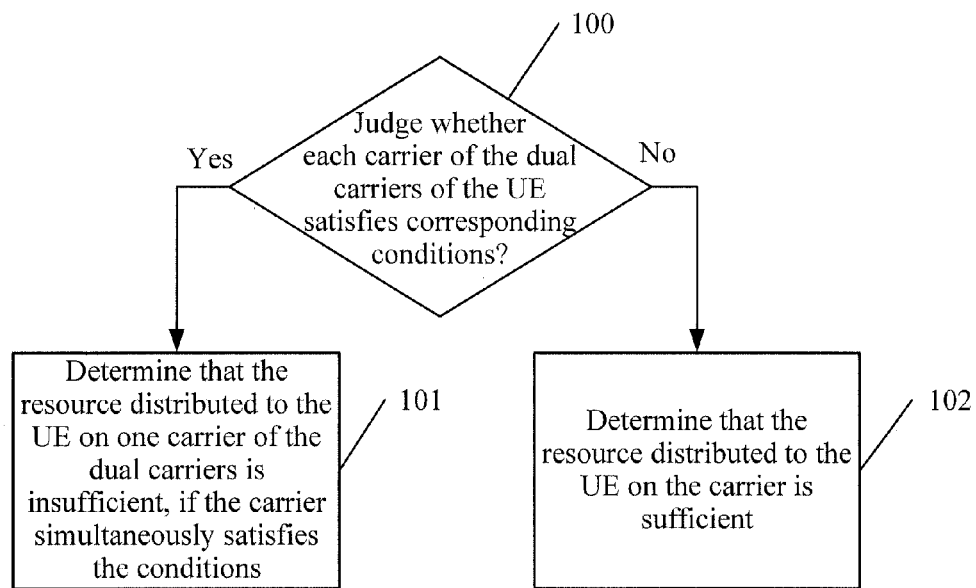 100
Judge whether
each carrier of the dual
carriers of the UE
satisfies corresponding
conditions?
Yes
No
Determine that the
resource distributed to the
UE on one carrier of the
dual carriers is
insufficient, if the carrier
simultaneously satisfies
the conditions
101
Determine that the
resource distributed to the
UE on the carrier is
sufficient
102